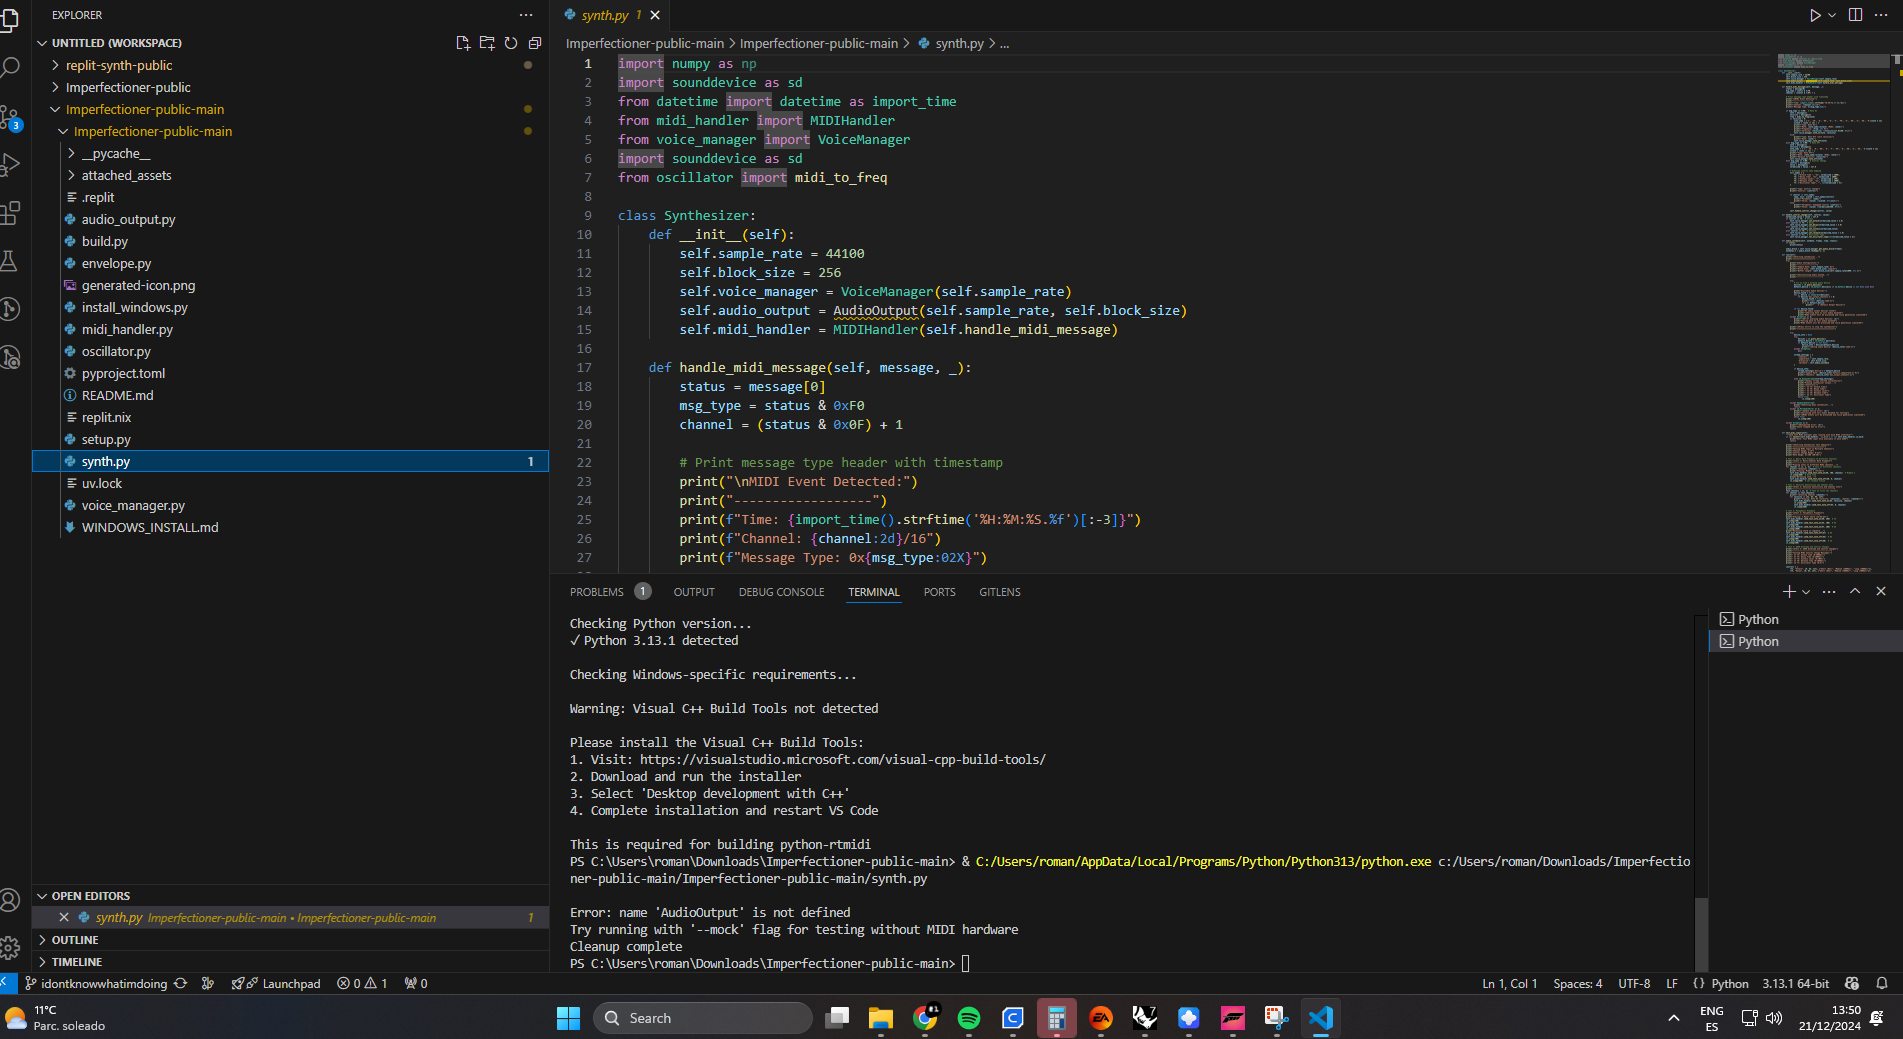 EXPLORER
UNTITLED (WORKSPACE)
replit-synth-public
Imperfectioner-public
Imperfectioner-public-main
Imperfectioner-public-main
__pycache__
attached_assets
.replit
audio_output.py
build.py
envelope.py
generated-icon.png
install_windows.py
midi_handler.py
oscillator.py
pyproject.toml
README.md
replit.nix
setup.py
synth.py 1
uv.lock
voice_manager.py
WINDOWS_INSTALL.md
OPEN EDITORS
synth.py Imperfectioner-public-main • Imperfectioner-public-main 1
OUTLINE
TIMELINE
3
synth.py 1
Imperfectioner-public-main > Imperfectioner-public-main > synth.py > ...
1 import numpy as np
2 import sounddevice as sd
3 from datetime import datetime as import_time
4 from midi_handler import MIDIHandler
5 from voice_manager import VoiceManager
6 import sounddevice as sd
7 from oscillator import midi_to_freq
8
9 class Synthesizer:
10 def __init__(self):
11 self.sample_rate = 44100
12 self.block_size = 256
13 self.voice_manager = VoiceManager(self.sample_rate)
14 self.audio_output = AudioOutput(self.sample_rate, self.block_size)
15 self.midi_handler = MIDIHandler(self.handle_midi_message)
16
17 def handle_midi_message(self, message, _):
18 status = message[0]
19 msg_type = status & 0xF0
20 channel = (status & 0x0F) + 1
21
22 # Print message type header with timestamp
23 print("\nMIDI Event Detected:")
24 print("------------------")
25 print(f"Time: {import_time().strftime('%H:%M:%S.%f')[:-3]}")
26 print(f"Channel: {channel:2d}/16")
27 print(f"Message Type: 0x{msg_type:02X}")
PROBLEMS 1 OUTPUT DEBUG CONSOLE TERMINAL PORTS GITLENS
Checking Python version...
✓ Python 3.13.1 detected
Checking Windows-specific requirements...
Warning: Visual C++ Build Tools not detected
Please install the Visual C++ Build Tools:
1. Visit: https://visualstudio.microsoft.com/visual-cpp-build-tools/
2. Download and run the installer
3. Select 'Desktop development with C++'
4. Complete installation and restart VS Code
This is required for building python-rtmidi
PS C:\Users\roman\Downloads\Imperfectioner-public-main> & C:/Users/roman/AppData/Local/Programs/Python/Python313/python.exe c:/Users/roman/Downloads/Imperfectio
ner-public-main/Imperfectioner-public-main/synth.py
Error: name 'AudioOutput' is not defined
Try running with '--mock' flag for testing without MIDI hardware
Cleanup complete
PS C:\Users\roman\Downloads\Imperfectioner-public-main>
Python
Python
idontknowwhatimdoing Launchpad 0 1 0 Ln 1, Col 1 Spaces: 4 UTF-8 LF {} Python 3.13.1 64-bit
11°C
Parc. soleado
Search
EA
ENG
ES
13:50
21/12/2024